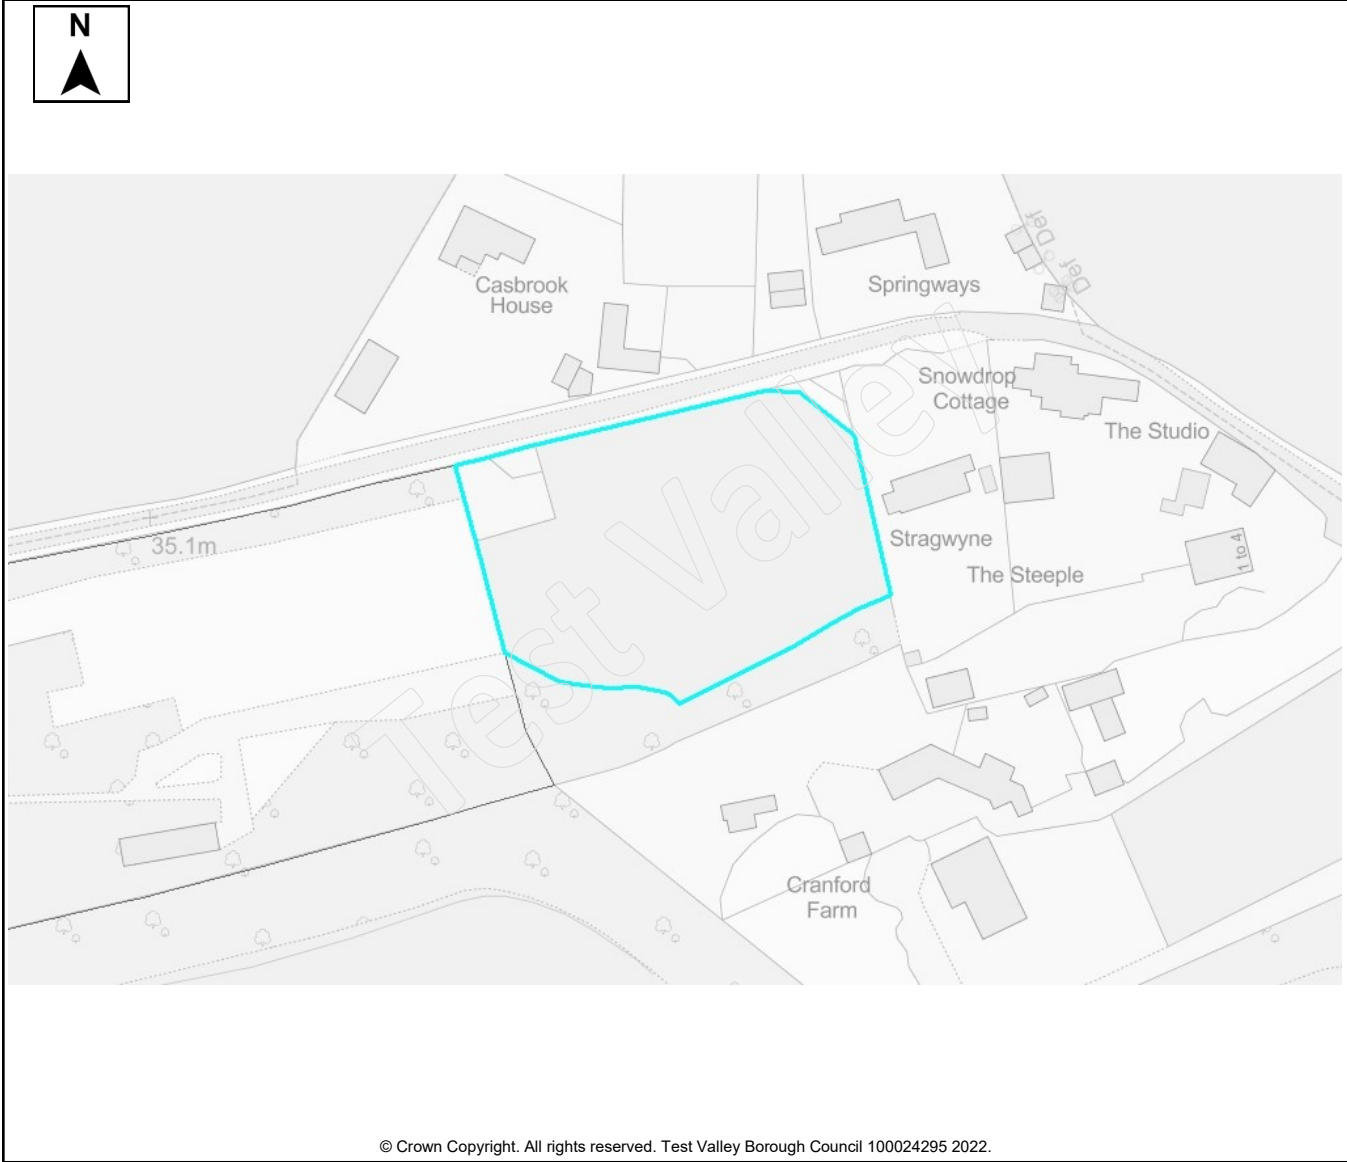 N
Def
Def
Casbrook
House
Springways
Snowdrop
Cottage
The Studio
35.1m
Stragwyne
1 to 4
The Steeple
Test Valley
Cranford
Farm
© Crown Copyright. All rights reserved. Test Valley Borough Council 100024295 2022.